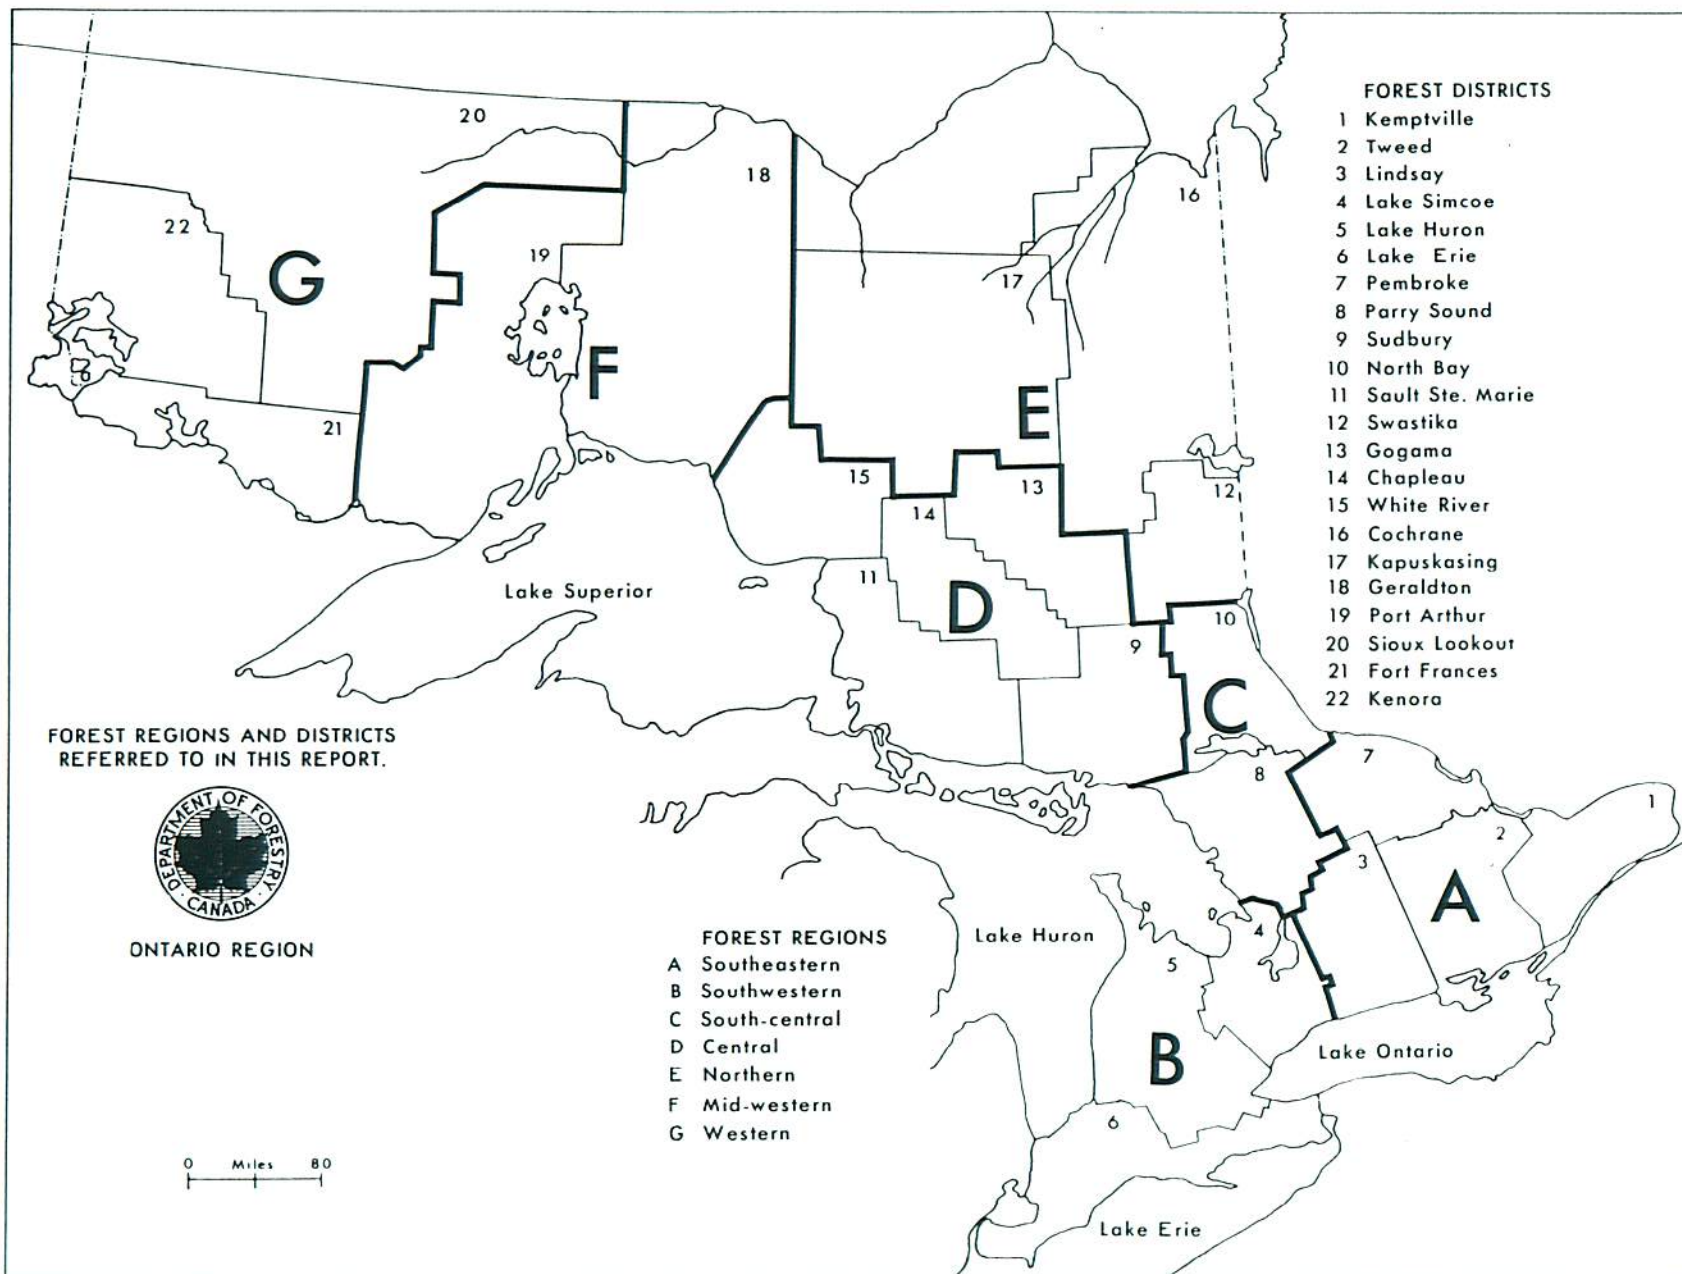 20
18
16
22
19
17
G
F
E
21
15
13
12
14
11
D
10
9
C
8
7
1
2
3
A
4
5
B
6
Lake Superior
Lake Huron
Lake Ontario
Lake Erie
FOREST DISTRICTS
1 Kemptville
2 Tweed
3 Lindsay
4 Lake Simcoe
5 Lake Huron
6 Lake Erie
7 Pembroke
8 Parry Sound
9 Sudbury
10 North Bay
11 Sault Ste. Marie
12 Swastika
13 Gogama
14 Chapleau
15 White River
16 Cochrane
17 Kapuskasing
18 Geraldton
19 Port Arthur
20 Sioux Lookout
21 Fort Frances
22 Kenora
FOREST REGIONS AND DISTRICTS
REFERRED TO IN THIS REPORT.
DEPARTMENT OF FORESTRY
· CANADA ·
ONTARIO REGION
FOREST REGIONS
A Southeastern
B Southwestern
C South-central
D Central
E Northern
F Mid-western
G Western
0 Miles 80